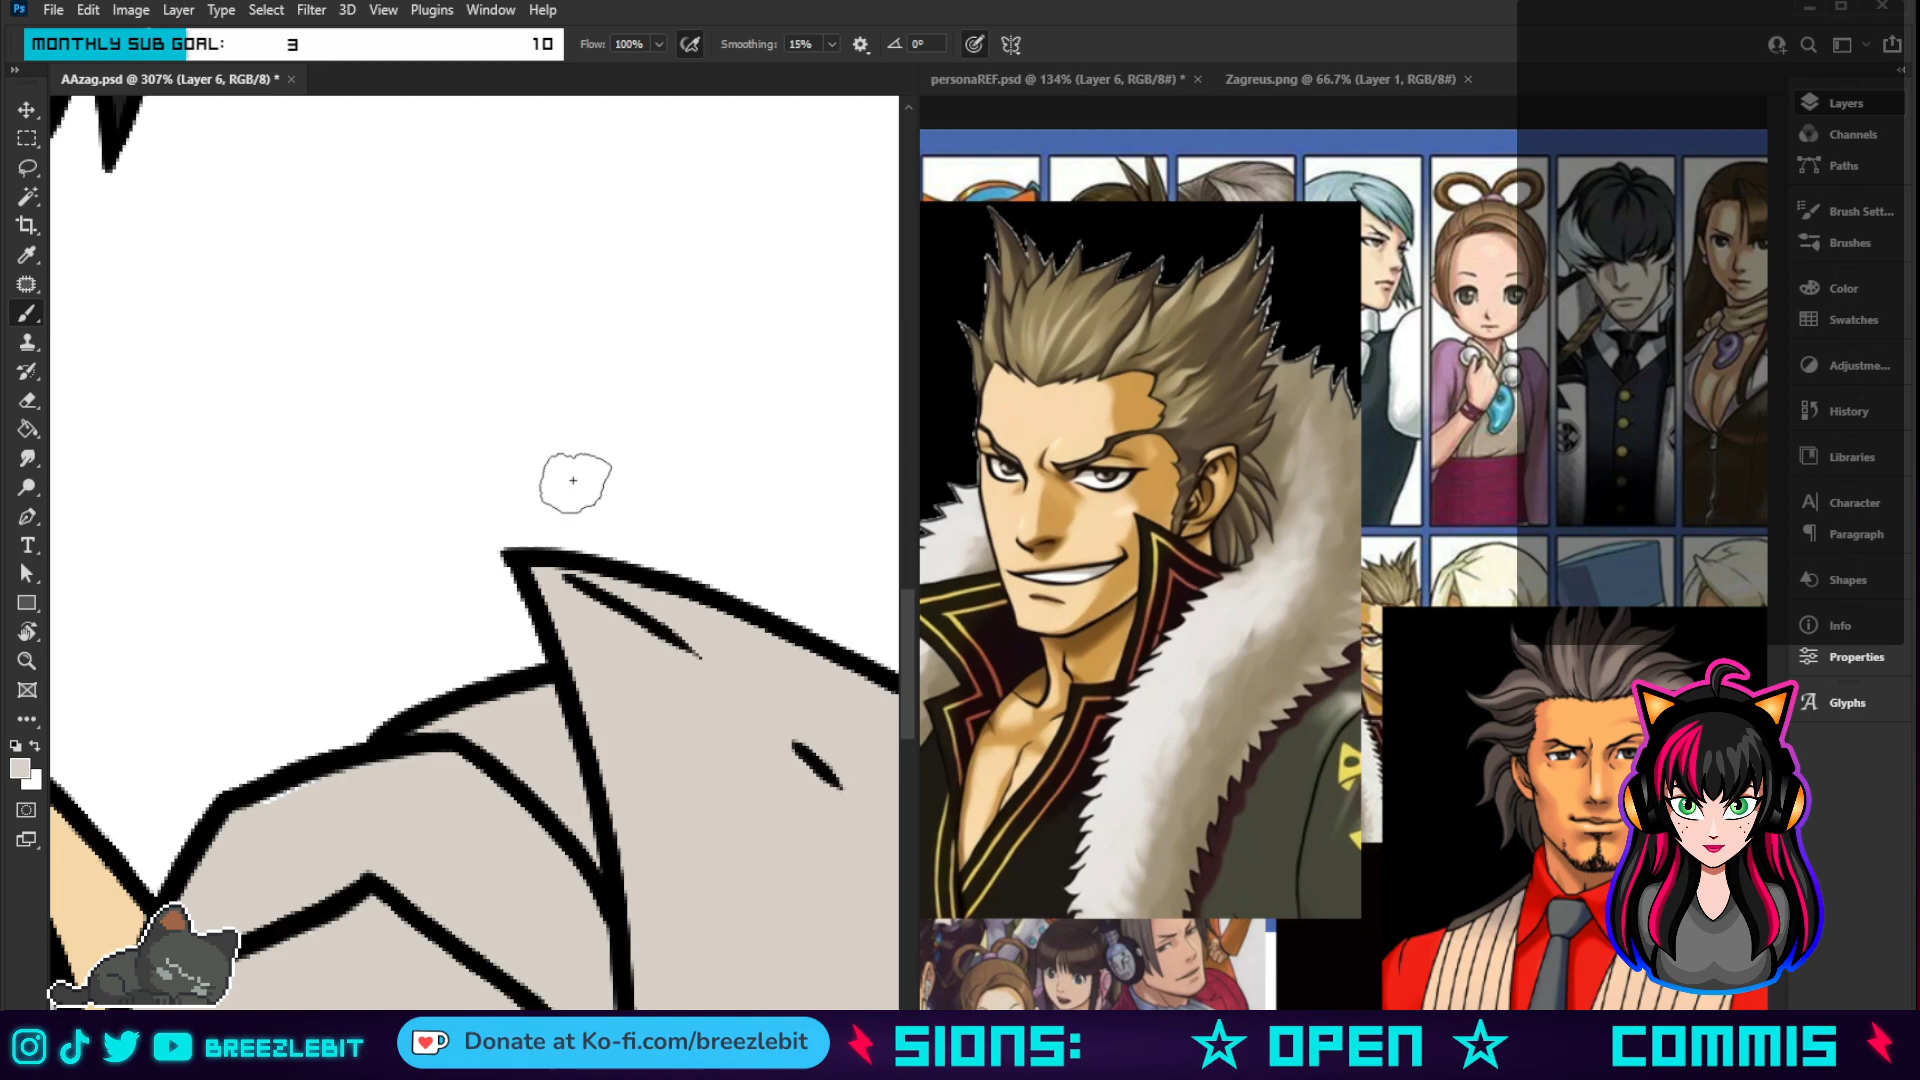 Ps File Edit Image Layer Type Select Filter 3D View Plugins Window Help
MONTHLY SUB GOAL: 3 10
Flow: 100% Smoothing: 15% 0°
AAzag.psd @ 307% (Layer 6, RGB/8) * ×
personaREF.psd @ 134% (Layer 6, RGB/8#) * × Zagreus.png @ 66.7% (Layer 1, RGB/8#) ×
Layers
Channels
Paths
Brush Sett...
Brushes
Color
Swatches
Adjustme...
History
Libraries
Character
Paragraph
Shapes
Info
Properties
Glyphs
BREEZLEBIT
Donate at Ko-fi.com/breezlebit
SIONS: OPEN COMMIS